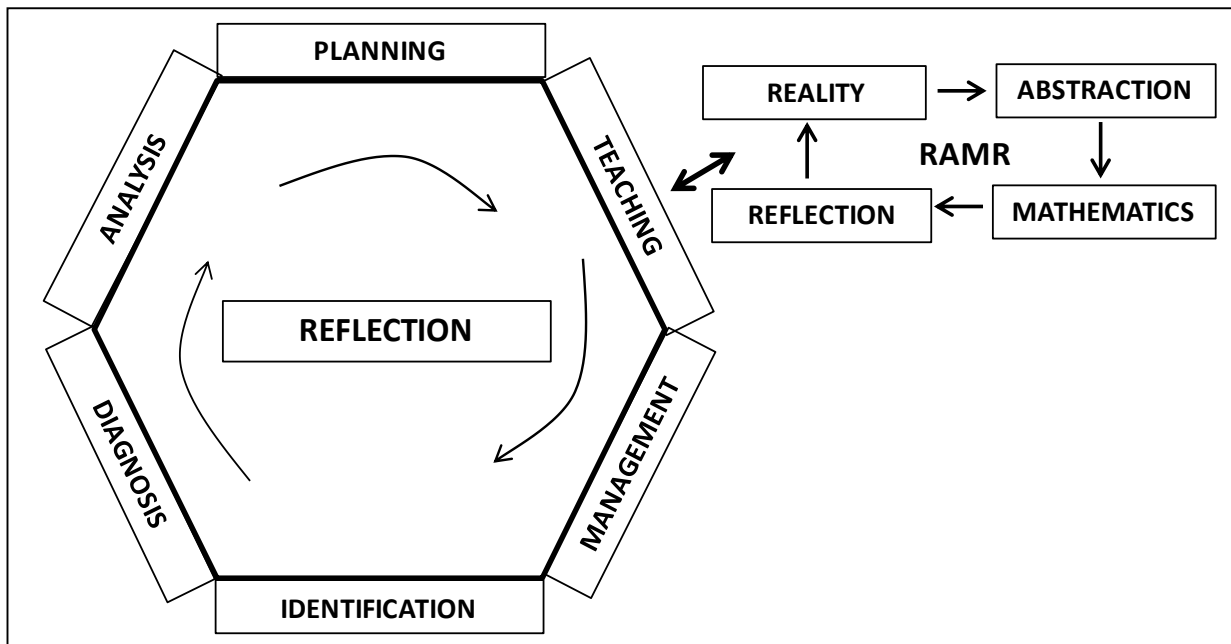 PLANNING
TEACHING
MANAGEMENT
IDENTIFICATION
DIAGNOSIS
ANALYSIS
REFLECTION
REALITY
ABSTRACTION
RAMR
REFLECTION
MATHEMATICS